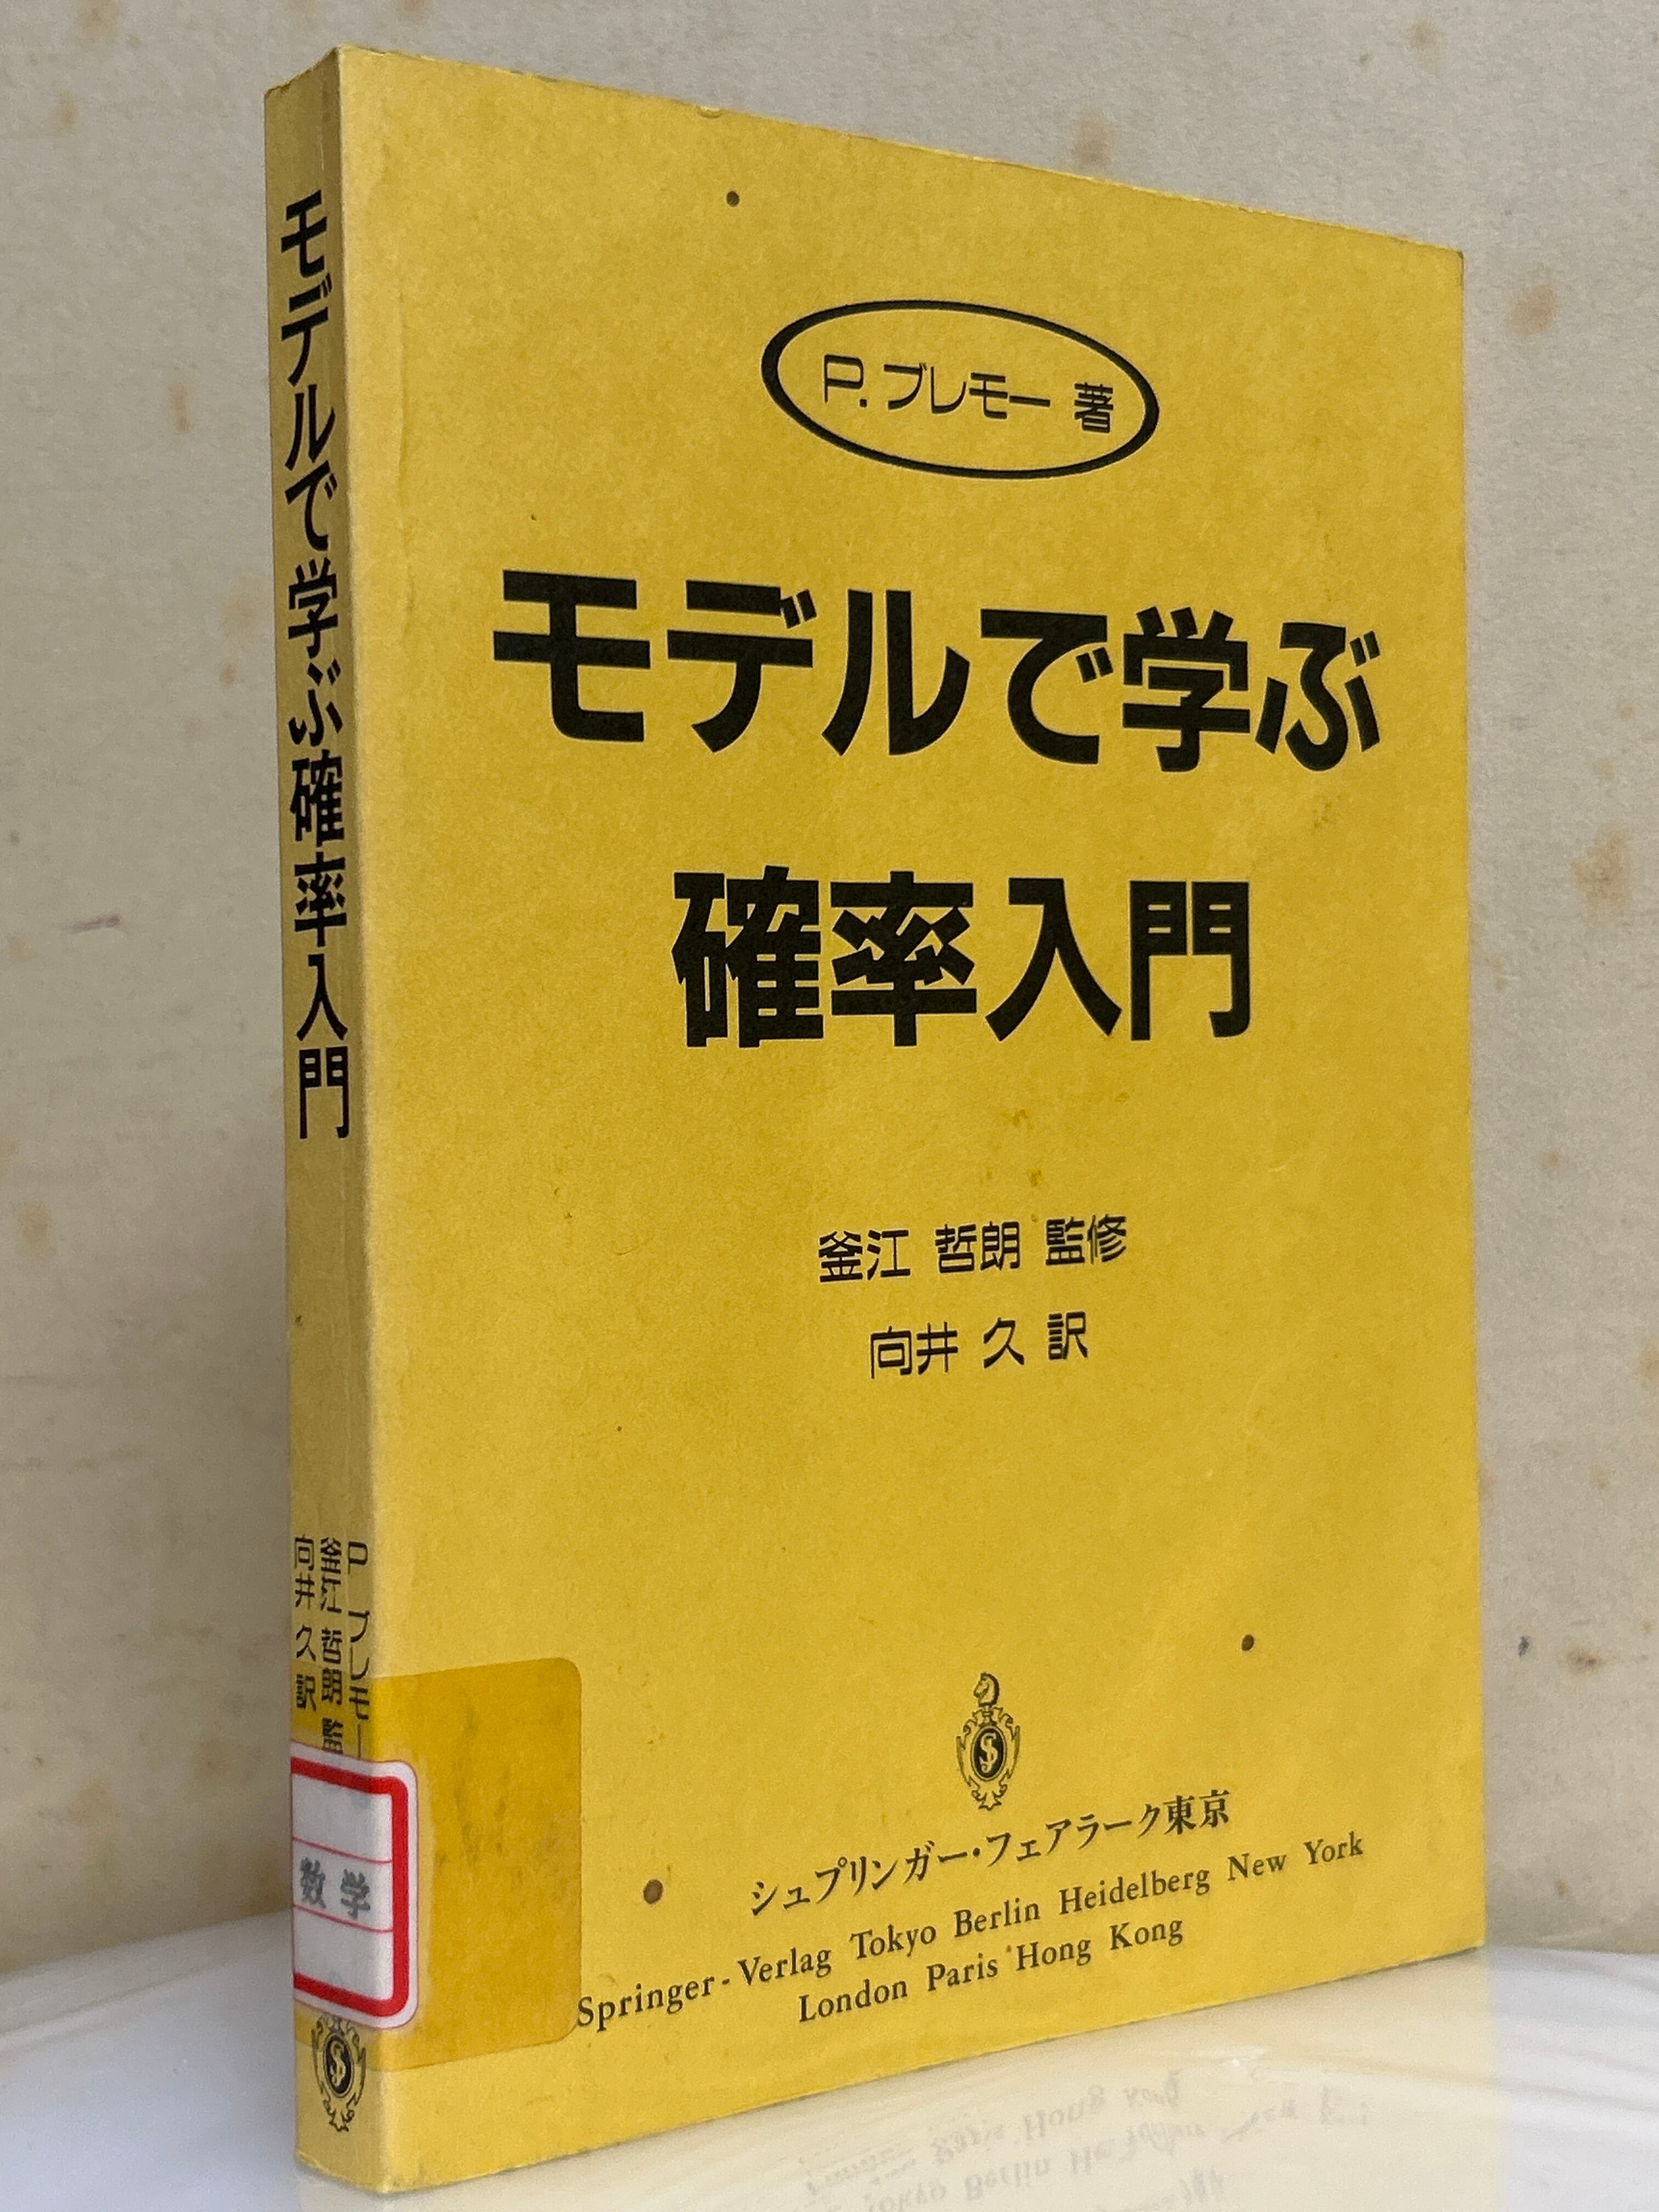 モデルで学ぶ確率入門
P. ブレモー
釜江 哲朗 監
向井 久 訳
数学
P. ブレモー 著
モデルで学ぶ
確率入門
釜江 哲朗 監修
向井 久 訳
シュプリンガー・フェアラーク東京
Springer-Verlag Tokyo Berlin Heidelberg New York
London Paris Hong Kong